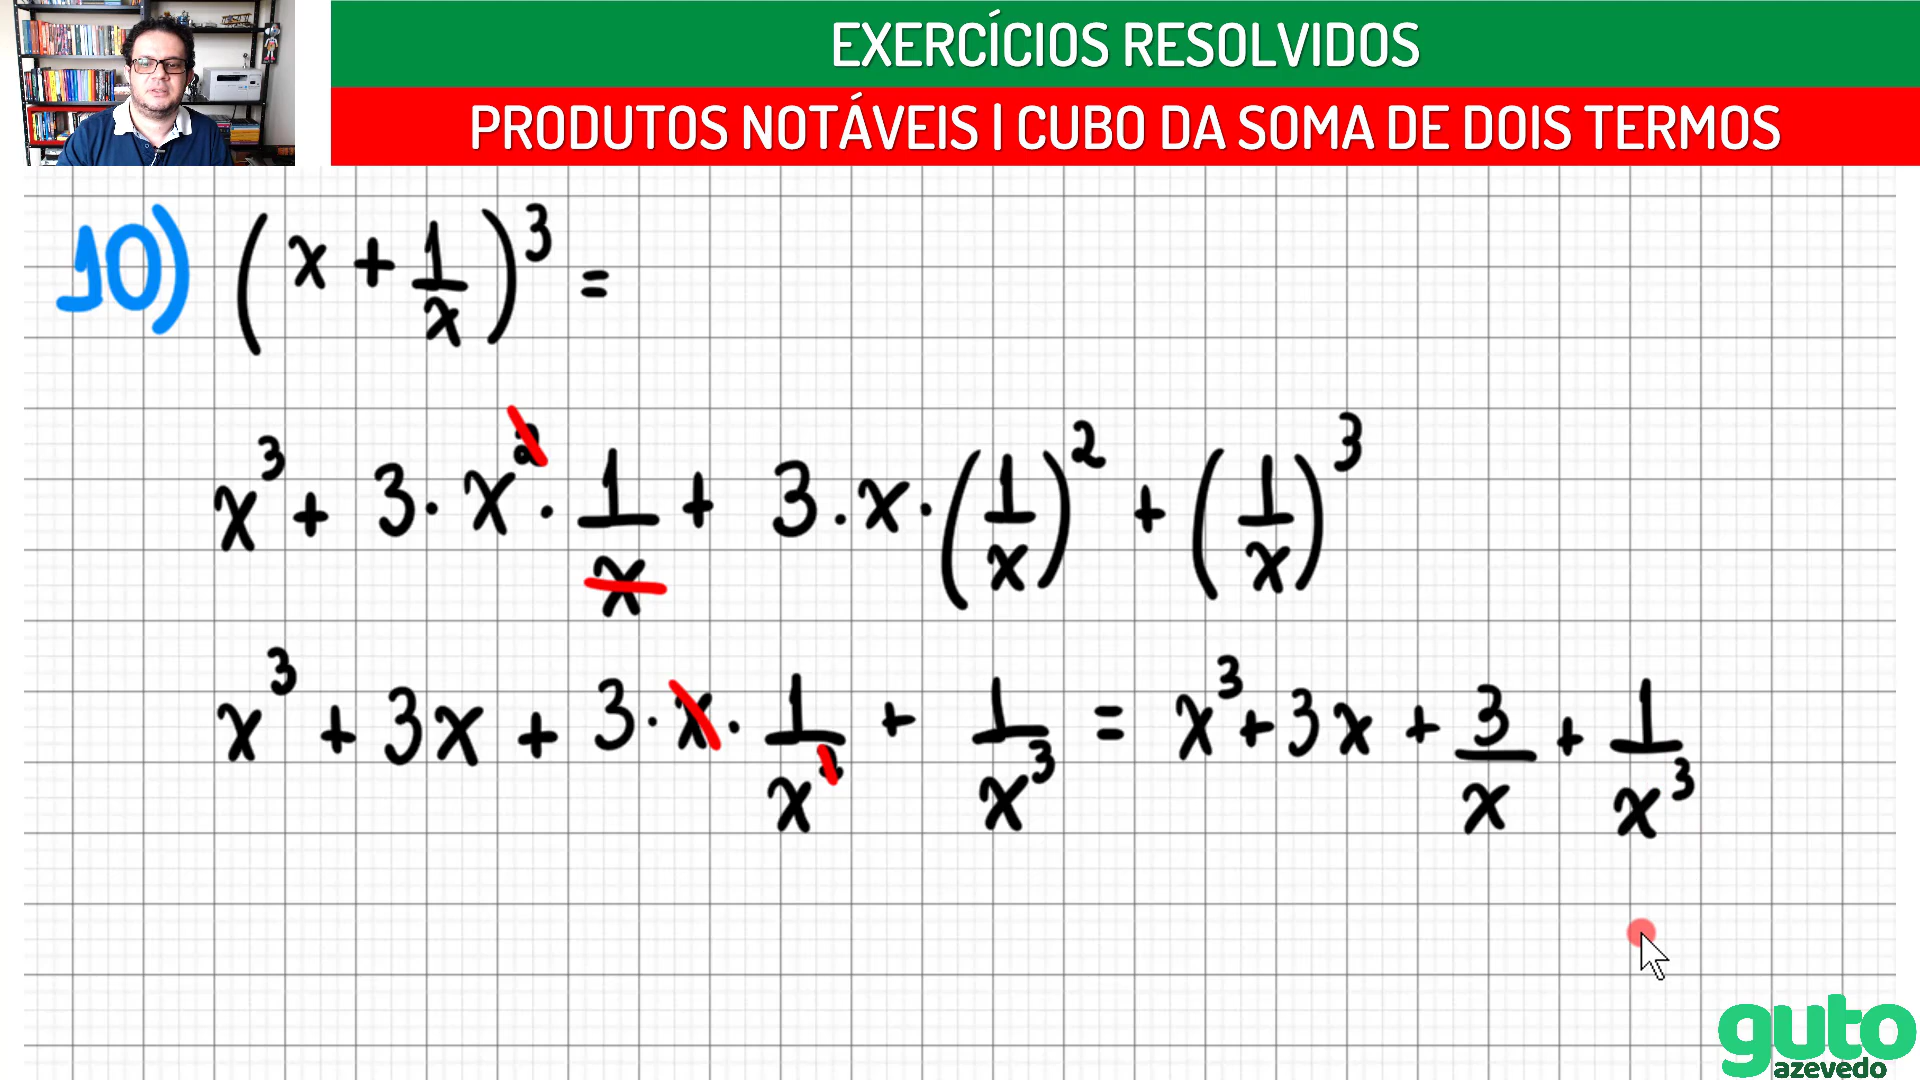 EXERCÍCIOS RESOLVIDOS
PRODUTOS NOTÁVEIS | CUBO DA SOMA DE DOIS TERMOS
10) (x + 1/x)³ =
x³ + 3 · x² · 1/x + 3 . x · (1/x)² + (1/x)³
x³ + 3x + 3 · x · 1/x² + 1/x³ = x³ + 3x + 3/x + 1/x³
guto
azevedo